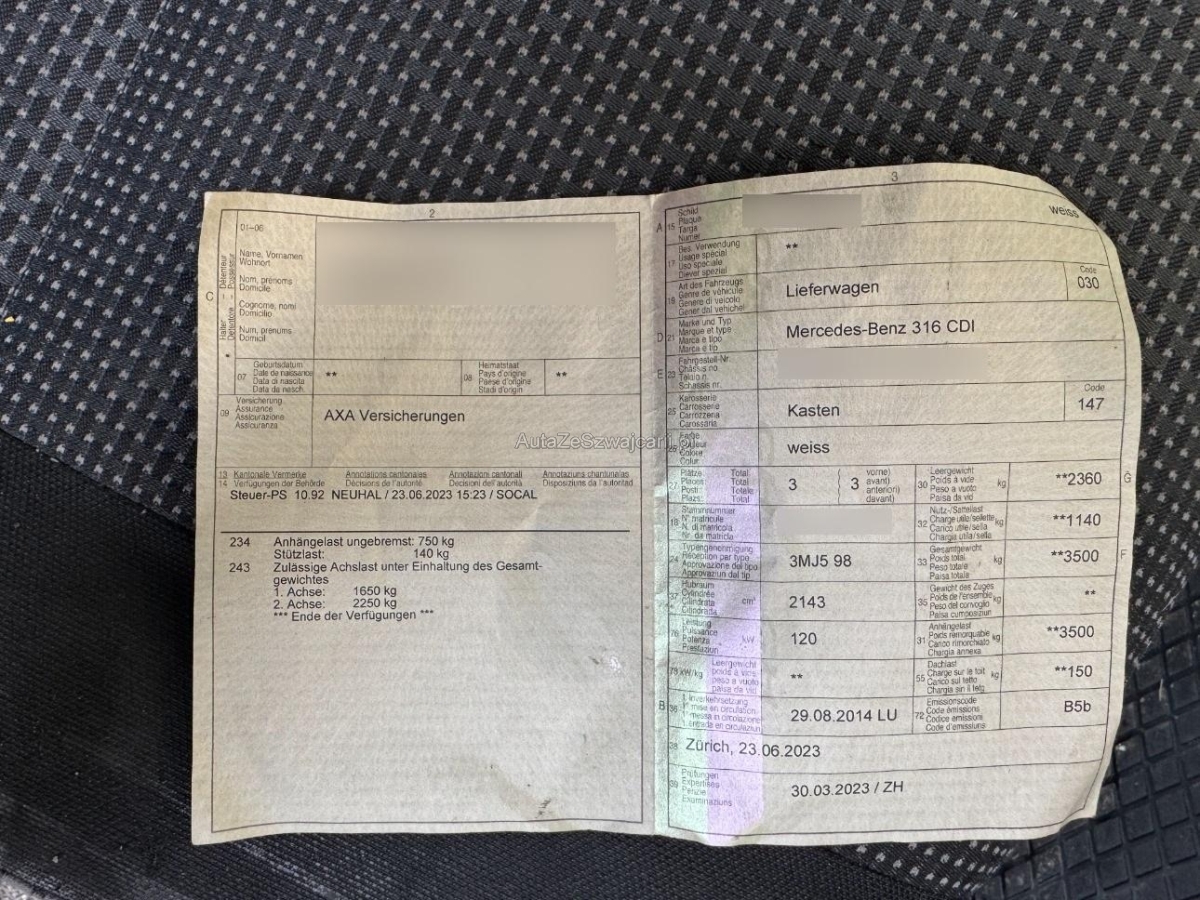 2
01-06
Name, Vornamen
Wohnort
Nom, prénoms
Domicile
Cognome, nomi
Domicilio
Num, prenums
Domicil
C
07
Geburtsdatum
Date de naissance
Data di nascita
Data da nasch.
**
08
Heimatstaat
Pays d'origine
Paese d'origine
Stadi d'origin
**
09
Versicherung
Assurance
Assicurazione
Assicuranza
AXA Versicherungen
13 Kantonale Vermerke Annotations cantonales Annotazioni cantonali Annotaziuns chantunalas
14 Verfügungen der Behörde Décisions de l'autorité Decisioni dell'autorità Disposiziuns da l'autoritad
Steuer-PS 10.92 NEUHAL / 23.06.2023 15:23 / SOCAL
234 Anhängelast ungebremst: 750 kg
Stützlast: 140 kg
243 Zulässige Achslast unter Einhaltung des Gesamt-
gewichtes
1. Achse: 1650 kg
2. Achse: 2250 kg
*** Ende der Verfügungen ***
3
A 15
Schild
Plaque
Targa
Numer
weiss
17
Bes. Verwendung
Usage spécial
Uso speciale
Diever spezial
**
Art des Fahrzeugs
Genre de véhicule
Genere di veicolo
Gener dal vehichel
Lieferwagen
Code
030
D 21
Marke und Typ
Marque et type
Marca e tipo
Marca e tip
Mercedes-Benz 316 CDI
E 23
Fahrgestell-Nr.
Châssis no.
Telaio n.
Schassis nr.
25
Karosserie
Carrosserie
Carrozzeria
Carossaria
Kasten
Code
147
AutaZeSzwajcarii.pl
Farbe
Couleur
Colore
Colur
weiss
27
Plätze Total
Places Total
Posti Totale
Plazs Total
3
3
vorne)
avant)
anteriori)
davant)
30
Leergewicht
Poids à vide
Peso a vuoto
Paisa da vid
kg
**2360
G
18
Stammnummer
N° matricule
N. di matricola
Nr. da matricla
32
Nutz-/Sattellast
Charge utile/sellette
Carico utile/sella
Chargia utila/sella
kg
**1140
24
Typengenehmigung
Réception par type
Approvazione del tipo
Approvaziun dal tip
3MJ5 98
33
Gesamtgewicht
Poids total
Peso totale
Paisa totala
kg
**3500
F
37
Hubraum
Cylindrée
Cilindrata
Cilindrada
cm³
2143
35
Gewicht des Zuges
Poids de l'ensemble
Peso del convoglio
Paisa cumposiziun
kg
**
76
Leistung
Puissance
Potenza
Prestaziun
kW
120
31
Anhängelast
Poids remorquable
Carico rimorchiato
Chargia annexa
kg
**3500
78 kW/kg
Leergewicht
poids à vide
peso a vuoto
paisa da vid
**
55
Dachlast
Charge sur le toit
Carico sul tetto
Chargia sin il tetg
kg
**150
B 36
1. Inverkehrsetzung
1re mise en circulation
1a messa in circolazione
1. entrada en circulaziun
29.08.2014 LU
72
Emissionscode
Code émissions
Codice emissioni
Code d'emissiuns
B5b
38 Zürich, 23.06.2023
39
Prüfungen
Expertises
Perizie
Examinaziuns
30.03.2023 / ZH